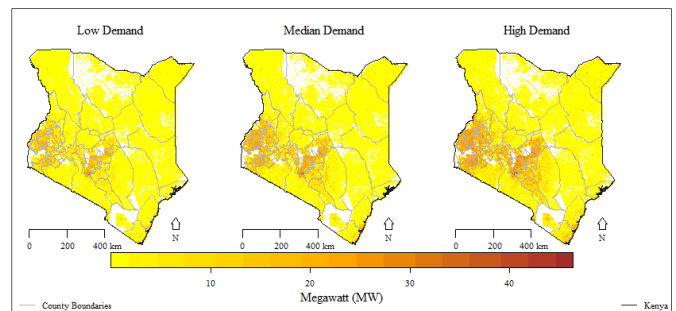 Low Demand Median Demand High Demand
N N N
0 200 400 km 0 200 400 km 0 200 400 km
10 20 30 40
Megawatt (MW)
County Boundaries Kenya